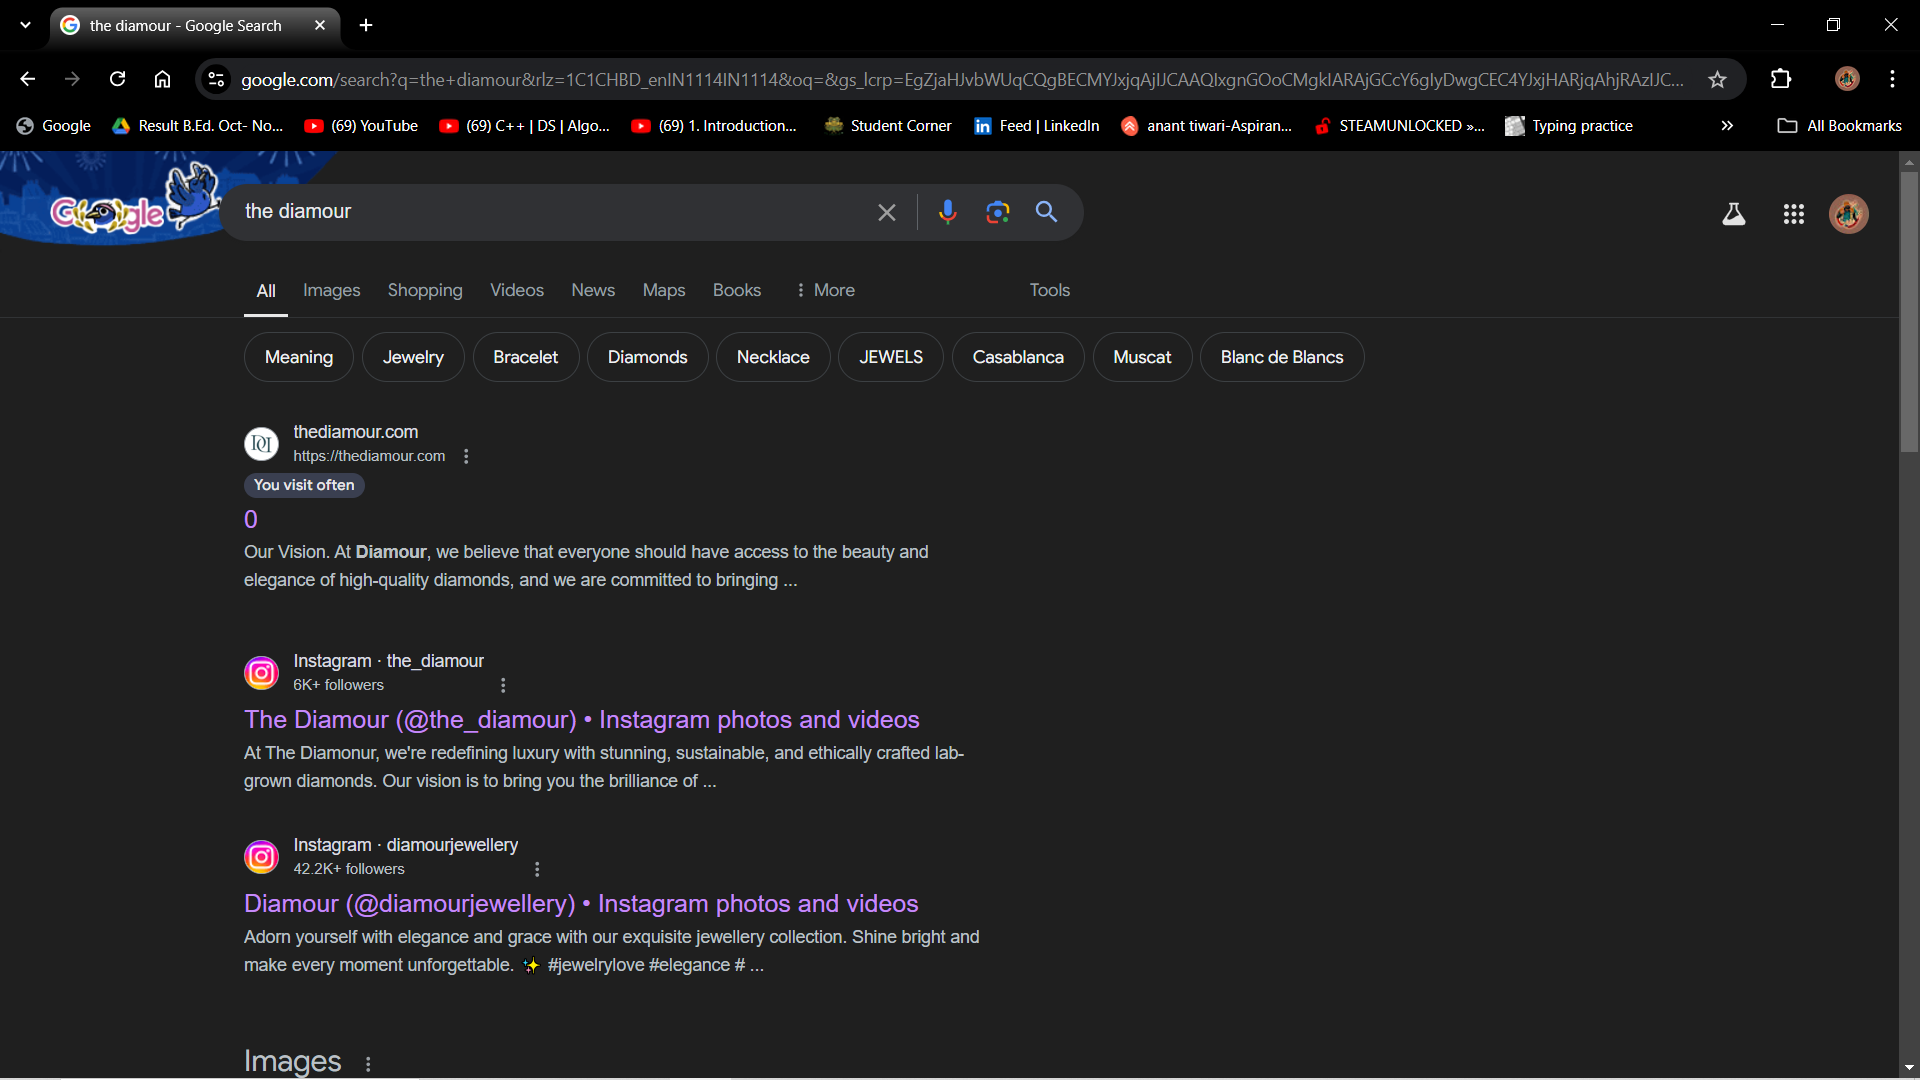 the diamour - Google Search
google.com/search?q=the+diamour&rlz=1C1CHBD_enIN1114IN1114&oq=&gs_lcrp=
Google
Result B.Ed. Oct- No...
(69) YouTube
(69) C++ | DS | Algo...
(69) 1. Introduction...
Student Corner
Feed | LinkedIn
anant tiwari-Aspiran...
STEAMUNLOCKED »...
Typing practice
All Bookmarks
Google
the diamour
All
Images
Shopping
Videos
News
Maps
Books
More
Tools
Meaning
Jewelry
Bracelet
Diamonds
Necklace
JEWELS
Casablanca
Muscat
Blanc de Blancs
thediamour.com
https://thediamour.com
You visit often
0
Our Vision. At Diamour, we believe that everyone should have access to the beauty and
elegance of high-quality diamonds, and we are committed to bringing ...
Instagram · the_diamour
6K+ followers
The Diamour (@the_diamour) • Instagram photos and videos
At The Diamonur, we're redefining luxury with stunning, sustainable, and ethically crafted lab-
grown diamonds. Our vision is to bring you the brilliance of ...
Instagram · diamourjewellery
42.2K+ followers
Diamour (@diamourjewellery) • Instagram photos and videos
Adorn yourself with elegance and grace with our exquisite jewellery collection. Shine bright and
make every moment unforgettable. ✨ #jewelrylove #elegance # ...
Images